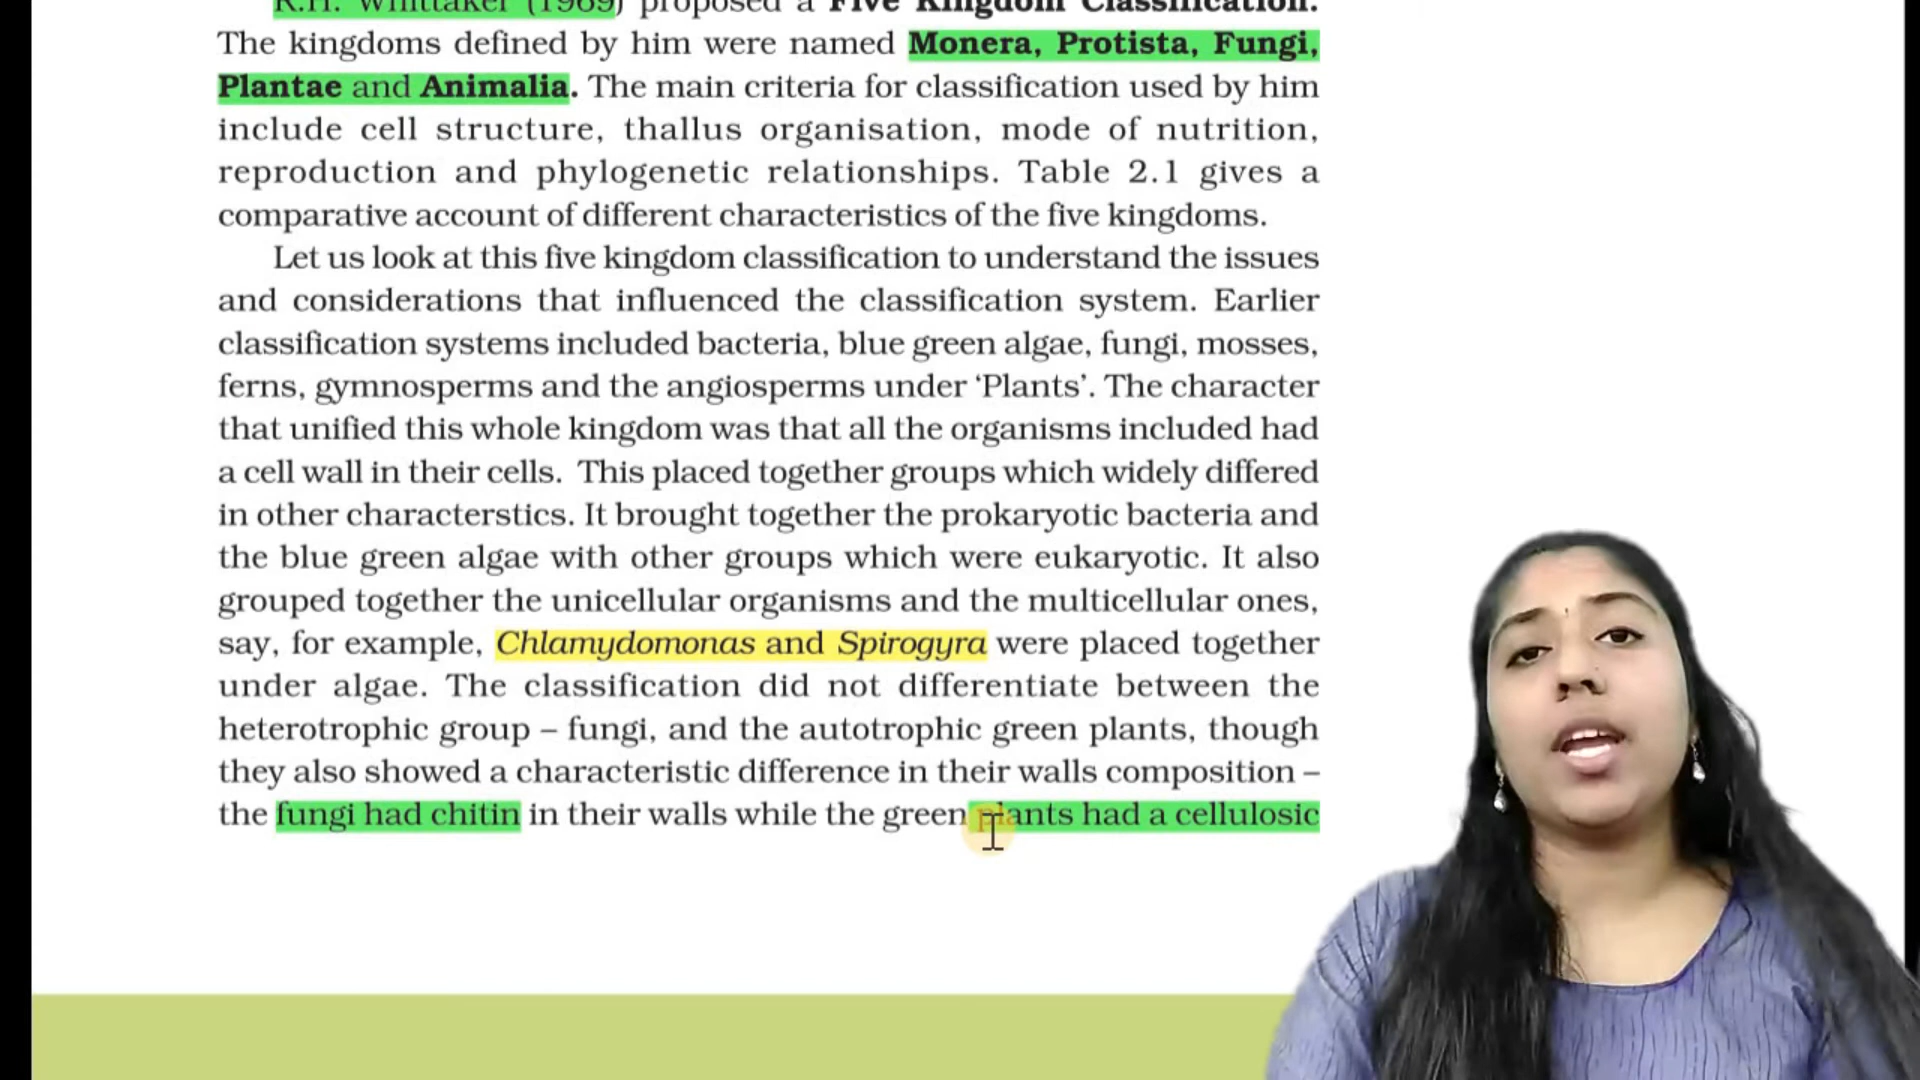 R.H. Whittaker (1969) proposed a Five Kingdom Classification.
The kingdoms defined by him were named Monera, Protista, Fungi,
Plantae and Animalia. The main criteria for classification used by him
include cell structure, thallus organisation, mode of nutrition,
reproduction and phylogenetic relationships. Table 2.1 gives a
comparative account of different characteristics of the five kingdoms.
Let us look at this five kingdom classification to understand the issues
and considerations that influenced the classification system. Earlier
classification systems included bacteria, blue green algae, fungi, mosses,
ferns, gymnosperms and the angiosperms under ‘Plants’. The character
that unified this whole kingdom was that all the organisms included had
a cell wall in their cells. This placed together groups which widely differed
in other characterstics. It brought together the prokaryotic bacteria and
the blue green algae with other groups which were eukaryotic. It also
grouped together the unicellular organisms and the multicellular ones,
say, for example, Chlamydomonas and Spirogyra were placed together
under algae. The classification did not differentiate between the
heterotrophic group – fungi, and the autotrophic green plants, though
they also showed a characteristic difference in their walls composition –
the fungi had chitin in their walls while the green plants had a cellulosic